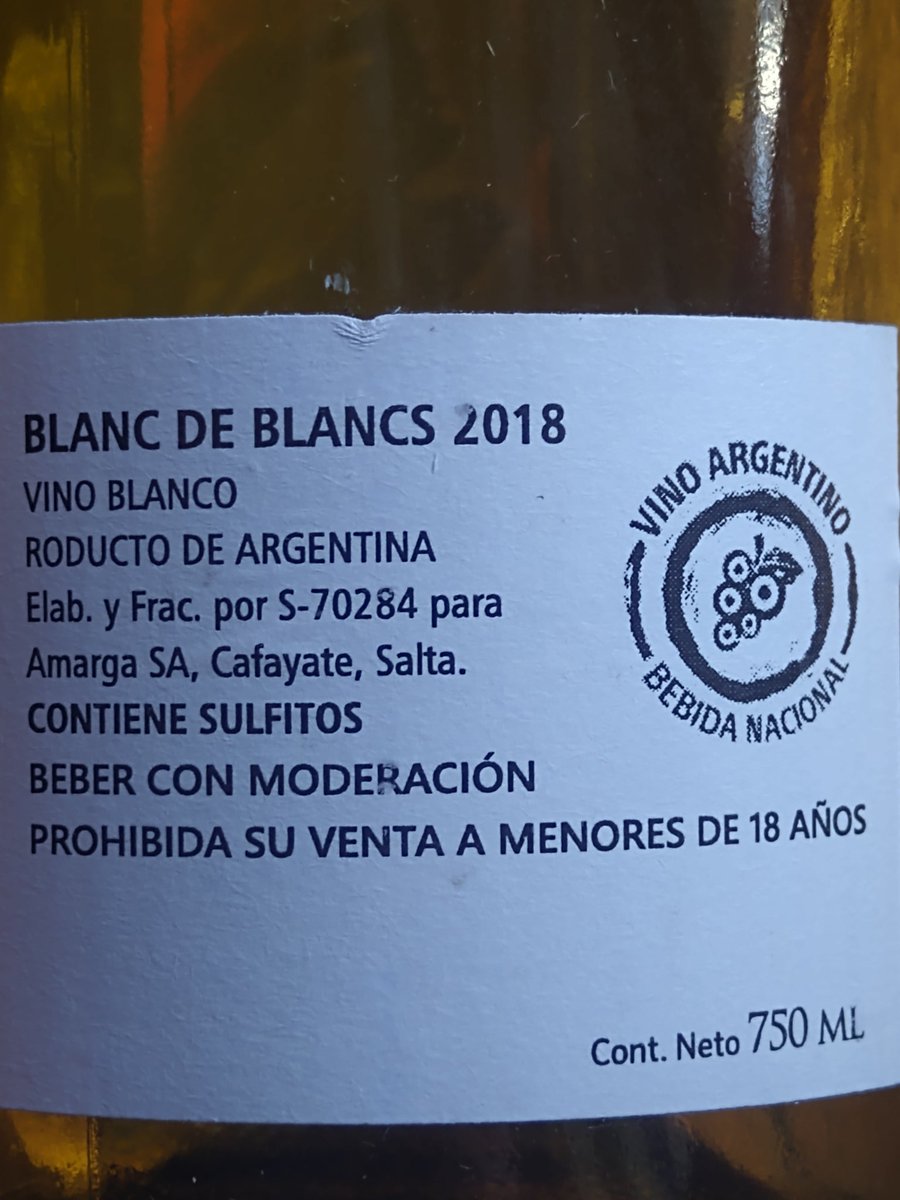 BLANC DE BLANCS 2018
VINO BLANCO
RODUCTO DE ARGENTINA
Elab. y Frac. por S-70284 para
Amarga SA, Cafayate, Salta.
CONTIENE SULFITOS
BEBER CON MODERACIÓN
PROHIBIDA SU VENTA A MENORES DE 18 AÑOS
VINO ARGENTINO
BEBIDA NACIONAL
Cont. Neto 750 ML